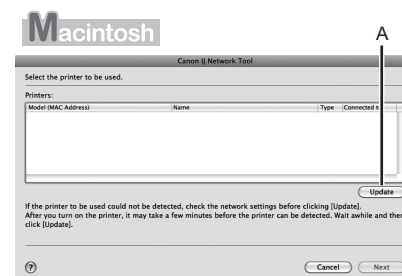 Macintosh
A
Canon IJ Network Tool
Select the printer to be used.
Printers:
Model (MAC Address) Name Type Connected to
Update
If the printer to be used could not be detected, check the network settings before clicking [Update].
After you turn on the printer, it may take a few minutes before the printer can be detected. Wait awhile and then
click [Update].
? Cancel Next